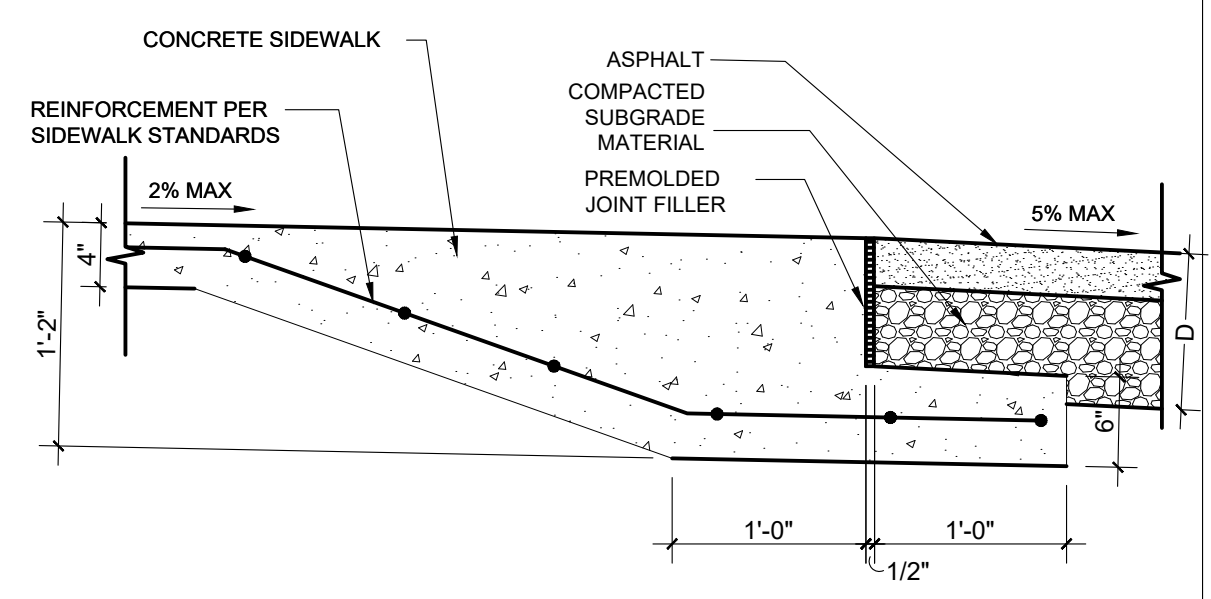 CONCRETE SIDEWALK
REINFORCEMENT PER
SIDEWALK STANDARDS
ASPHALT
COMPACTED
SUBGRADE
MATERIAL
PREMOLDED
JOINT FILLER
2% MAX
5% MAX
4"
1'-2"
D
6"
1'-0"
1'-0"
1/2"